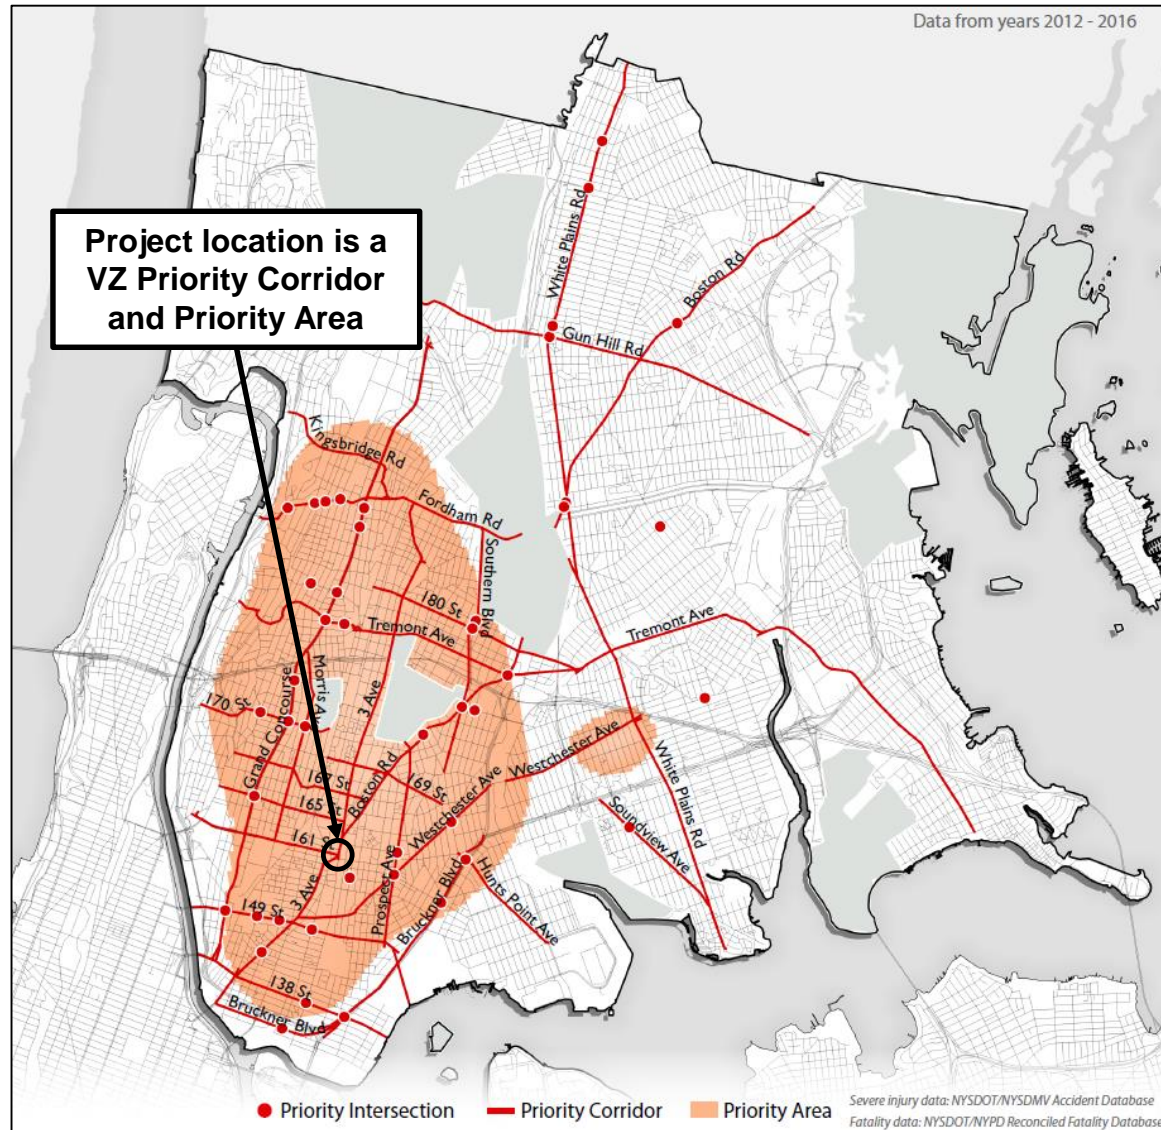 Data from years 2012 - 2016
Project location is a
VZ Priority Corridor
and Priority Area
White Plains Rd
Boston Rd
Gun Hill Rd
Kingsbridge Rd
Fordham Rd
Southern Blvd
180 St
Tremont Ave
Tremont Ave
Grand Concourse
Morris Av
3 Ave
170 St
Westchester Ave
White Plains Rd
167 St
Boston Rd
169 St
165 St
Westchester Ave
161 St
Soundview Ave
3 Ave
Prospect Ave
Bruckner Blvd
Hunts Point Ave
149 St
138 St
Bruckner Blvd
Priority Intersection
Priority Corridor
Priority Area
Severe injury data: NYSDOT/NYSDMV Accident Database
Fatality data: NYSDOT/NYPD Reconciled Fatality Database